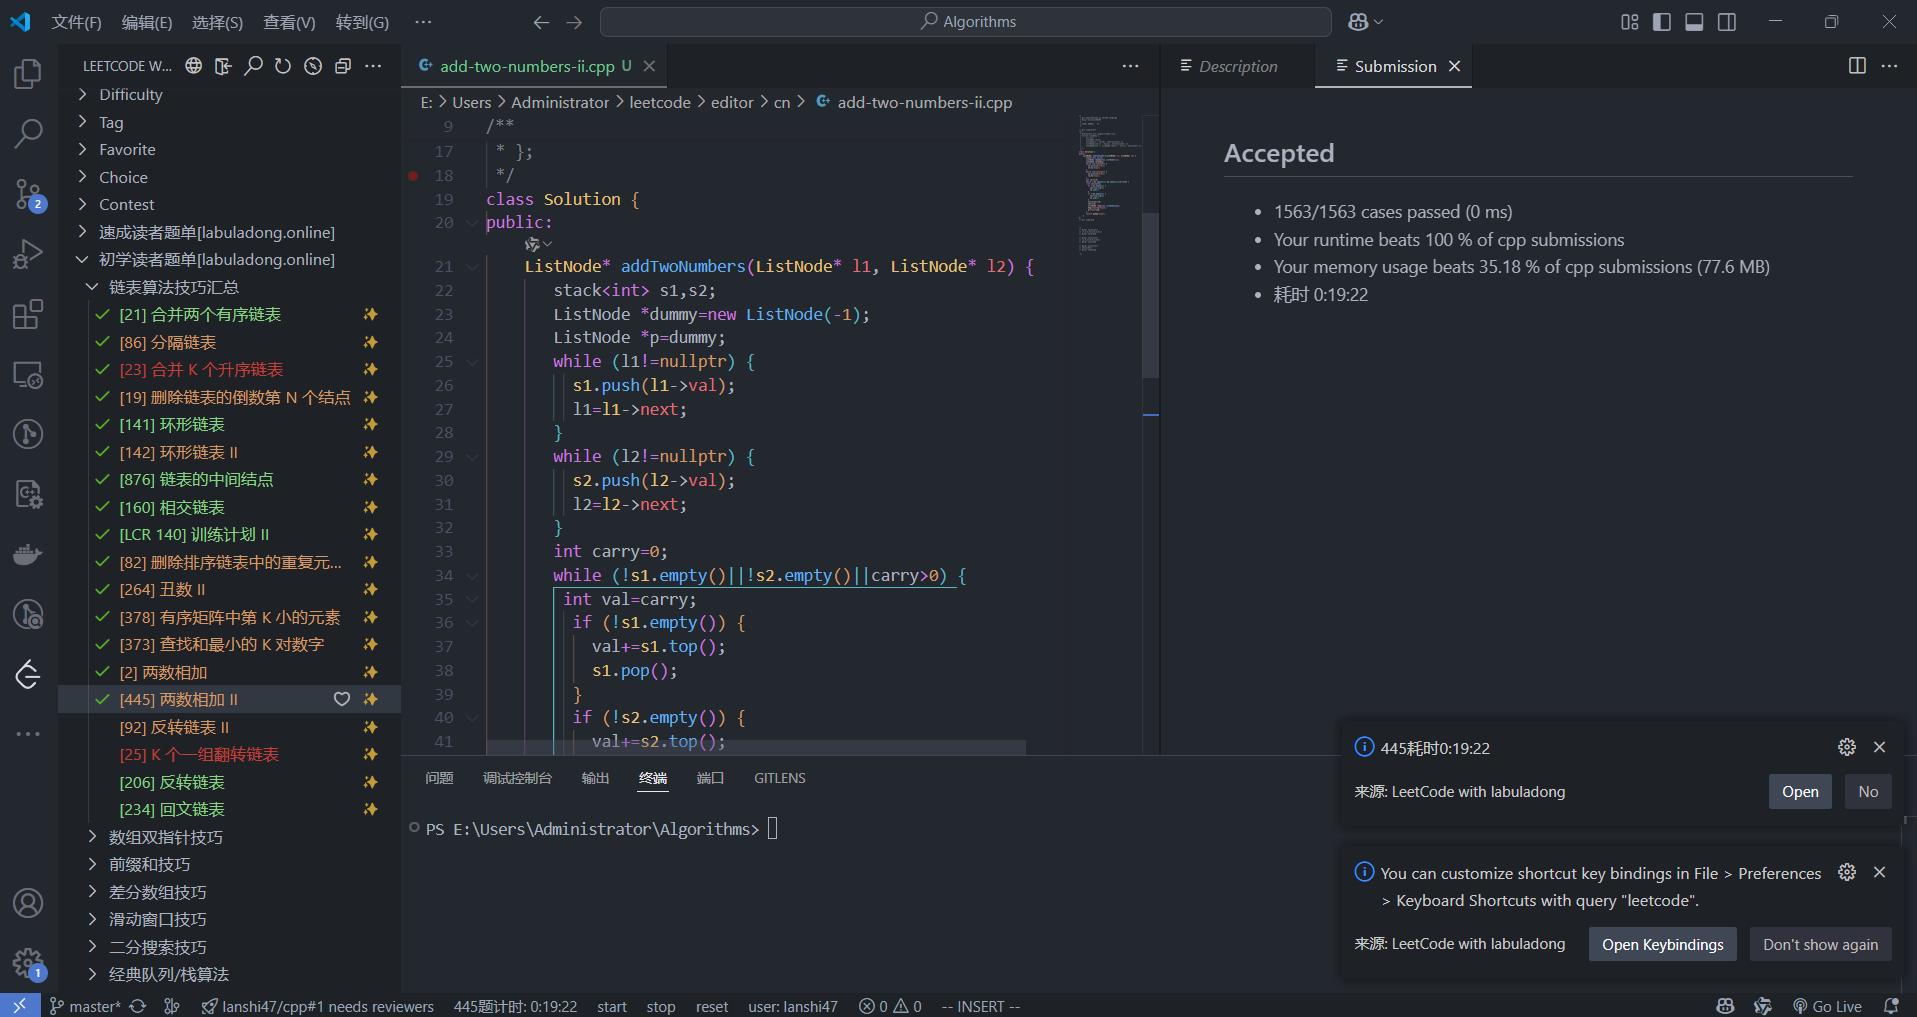 文件(F) 编辑(E) 选择(S) 查看(V) 转到(G) ···
Algorithms
LEETCODE W...
Difficulty
Tag
Favorite
Choice
Contest
速成读者题单[labuladong.online]
初学读者题单[labuladong.online]
链表算法技巧汇总
[21] 合并两个有序链表
[86] 分隔链表
[23] 合并 K 个升序链表
[19] 删除链表的倒数第 N 个结点
[141] 环形链表
[142] 环形链表 II
[876] 链表的中间结点
[160] 相交链表
[LCR 140] 训练计划 II
[82] 删除排序链表中的重复元...
[264] 丑数 II
[378] 有序矩阵中第 K 小的元素
[373] 查找和最小的 K 对数字
[2] 两数相加
[445] 两数相加 II
[92] 反转链表 II
[25] K 个一组翻转链表
[206] 反转链表
[234] 回文链表
数组双指针技巧
前缀和技巧
差分数组技巧
滑动窗口技巧
二分搜索技巧
经典队列/栈算法
2
1
add-two-numbers-ii.cpp U
E: > Users > Administrator > leetcode > editor > cn > add-two-numbers-ii.cpp
9 /**
17 * };
18 */
19 class Solution {
20 public:
21 ListNode* addTwoNumbers(ListNode* l1, ListNode* l2) {
22 stack<int> s1,s2;
23 ListNode *dummy=new ListNode(-1);
24 ListNode *p=dummy;
25 while (l1!=nullptr) {
26 s1.push(l1->val);
27 l1=l1->next;
28 }
29 while (l2!=nullptr) {
30 s2.push(l2->val);
31 l2=l2->next;
32 }
33 int carry=0;
34 while (!s1.empty()||!s2.empty()||carry>0) {
35 int val=carry;
36 if (!s1.empty()) {
37 val+=s1.top();
38 s1.pop();
39 }
40 if (!s2.empty()) {
41 val+=s2.top();
Description
Submission
Accepted
• 1563/1563 cases passed (0 ms)
• Your runtime beats 100 % of cpp submissions
• Your memory usage beats 35.18 % of cpp submissions (77.6 MB)
• 耗时 0:19:22
问题 调试控制台 输出 终端 端口 GITLENS
PS E:\Users\Administrator\Algorithms>
445耗时0:19:22
来源: LeetCode with labuladong
Open
No
You can customize shortcut key bindings in File > Preferences
> Keyboard Shortcuts with query "leetcode".
来源: LeetCode with labuladong
Open Keybindings
Don't show again
master* lanshi47/cpp#1 needs reviewers 445题计时: 0:19:22 start stop reset user: lanshi47 0 0 -- INSERT -- Go Live